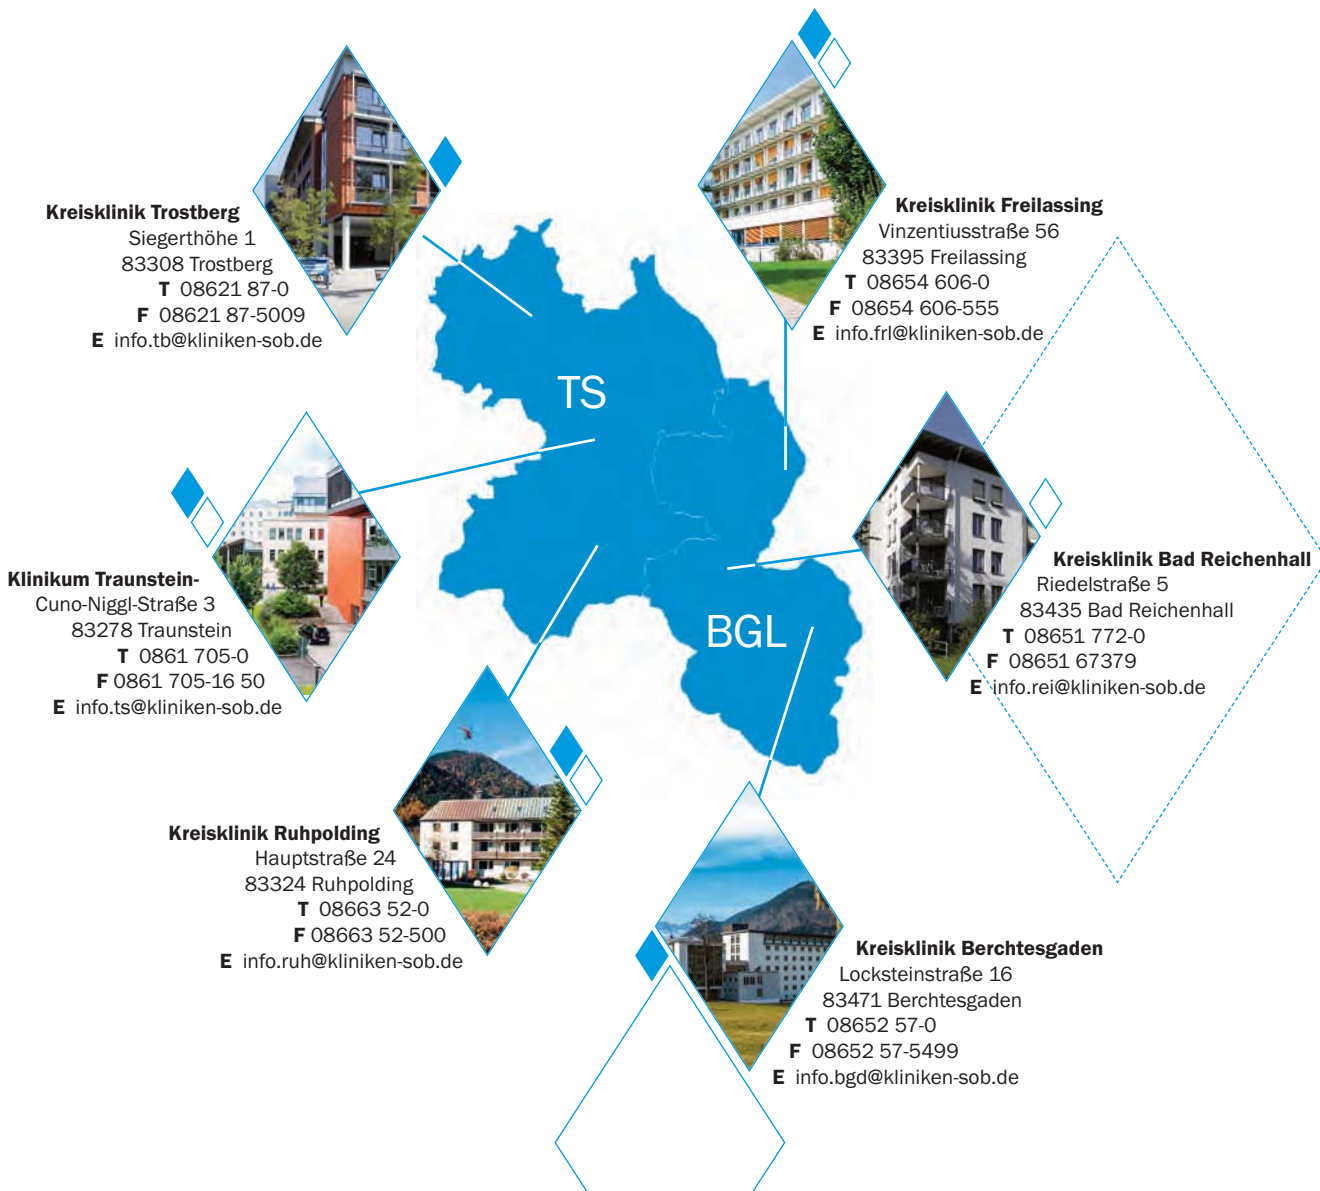 Kreisklinik Trostberg
Siegerthöhe 1
83308 Trostberg
T 08621 87-0
F 08621 87-5009
E info.tb@kliniken-sob.de
Kreisklinik Freilassing
Vinzentiusstraße 56
83395 Freilassing
T 08654 606-0
F 08654 606-555
E info.frl@kliniken-sob.de
TS
Klinikum Traunstein-
Cuno-Niggl-Straße 3
83278 Traunstein
T 0861 705-0
F 0861 705-16 50
E info.ts@kliniken-sob.de
Kreisklinik Bad Reichenhall
Riedelstraße 5
83435 Bad Reichenhall
T 08651 772-0
F 08651 67379
E info.rei@kliniken-sob.de
BGL
Kreisklinik Ruhpolding
Hauptstraße 24
83324 Ruhpolding
T 08663 52-0
F 08663 52-500
E info.ruh@kliniken-sob.de
Kreisklinik Berchtesgaden
Locksteinstraße 16
83471 Berchtesgaden
T 08652 57-0
F 08652 57-5499
E info.bgd@kliniken-sob.de